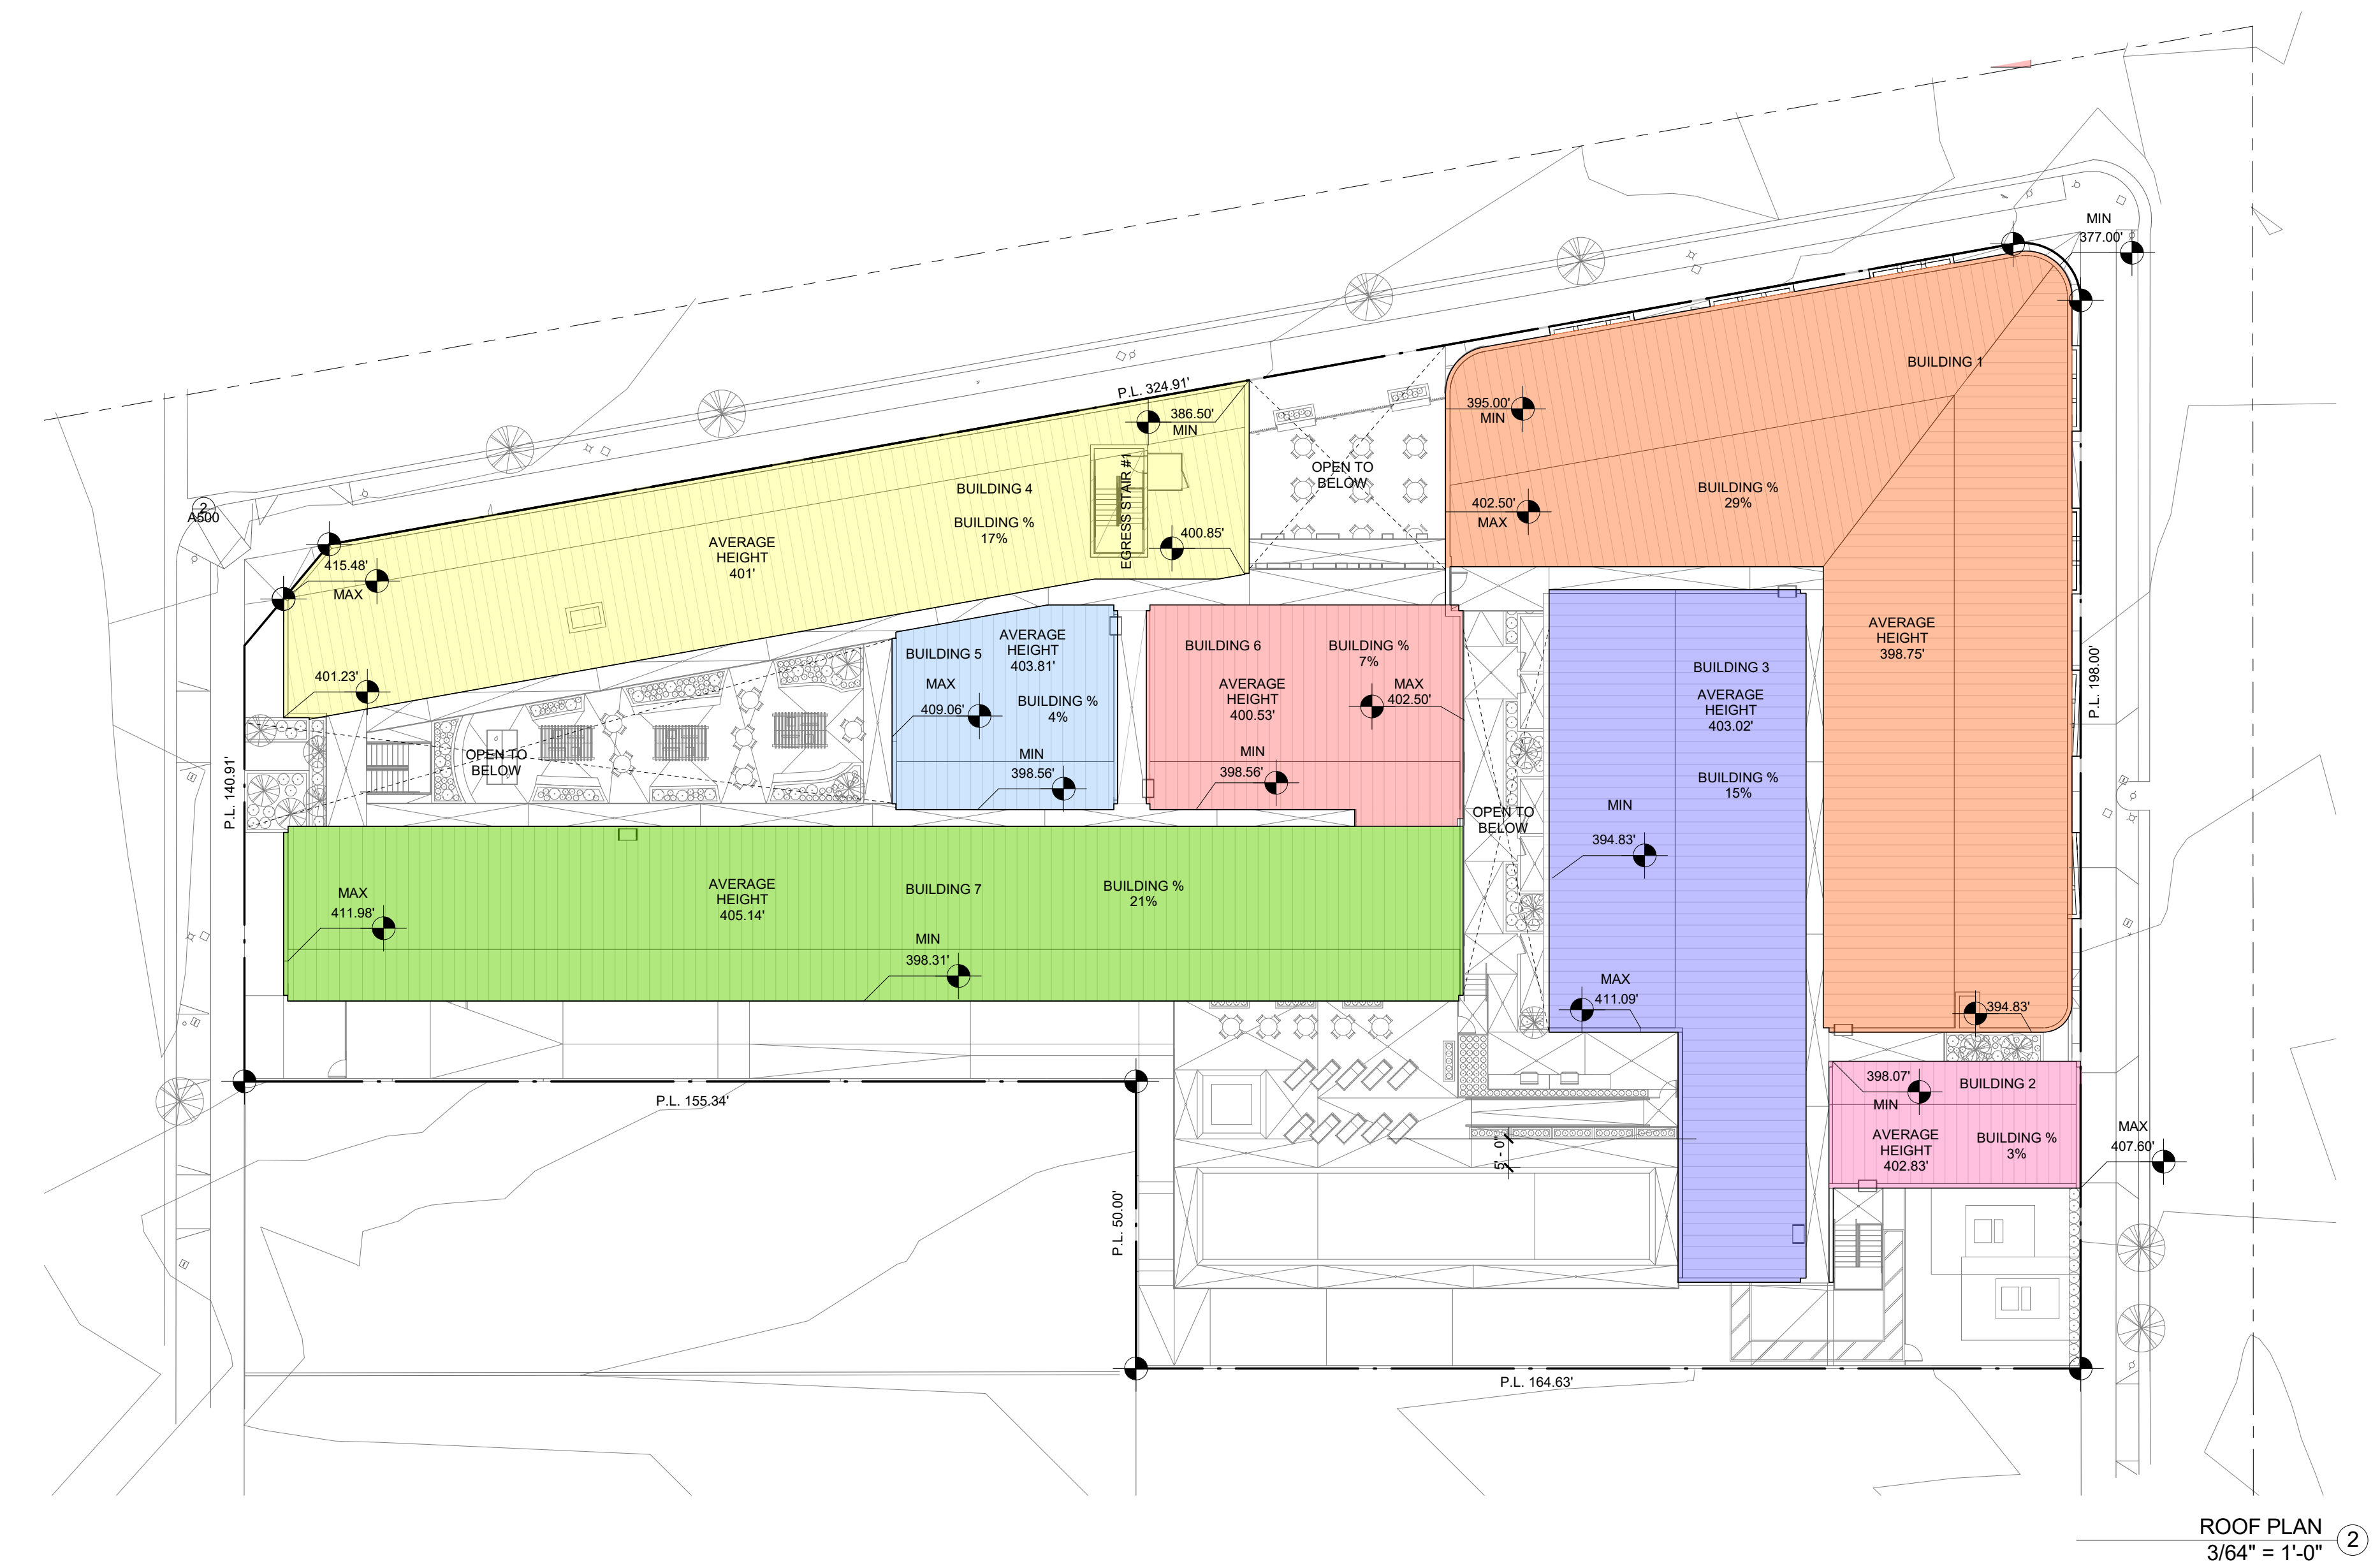 MIN
377.00'
P.L. 324.91'
386.50'
MIN
BUILDING 1
395.00'
MIN
OPEN TO
BELOW
402.50'
MAX
BUILDING %
29%
BUILDING 4
BUILDING %
17%
EGRESS STAIR #1
400.85'
AVERAGE
HEIGHT
401'
2
A500
415.48'
MAX
401.23'
AVERAGE
HEIGHT
398.75'
P.L. 198.00'
BUILDING 5
AVERAGE
HEIGHT
403.81'
MAX
409.06'
BUILDING %
4%
MIN
398.56'
BUILDING 6
BUILDING %
7%
AVERAGE
HEIGHT
400.53'
MAX
402.50'
MIN
398.56'
BUILDING 3
AVERAGE
HEIGHT
403.02'
BUILDING %
15%
MIN
394.83'
MAX
411.09'
OPEN TO
BELOW
OPEN TO
BELOW
P.L. 140.91'
MAX
411.98'
AVERAGE
HEIGHT
405.14'
BUILDING 7
BUILDING %
21%
MIN
398.31'
394.83'
398.07'
MIN
BUILDING 2
AVERAGE
HEIGHT
402.83'
BUILDING %
3%
MAX
407.60'
P.L. 155.34'
5' - 0"
P.L. 50.00'
P.L. 164.63'
ROOF PLAN
3/64" = 1'-0"
2